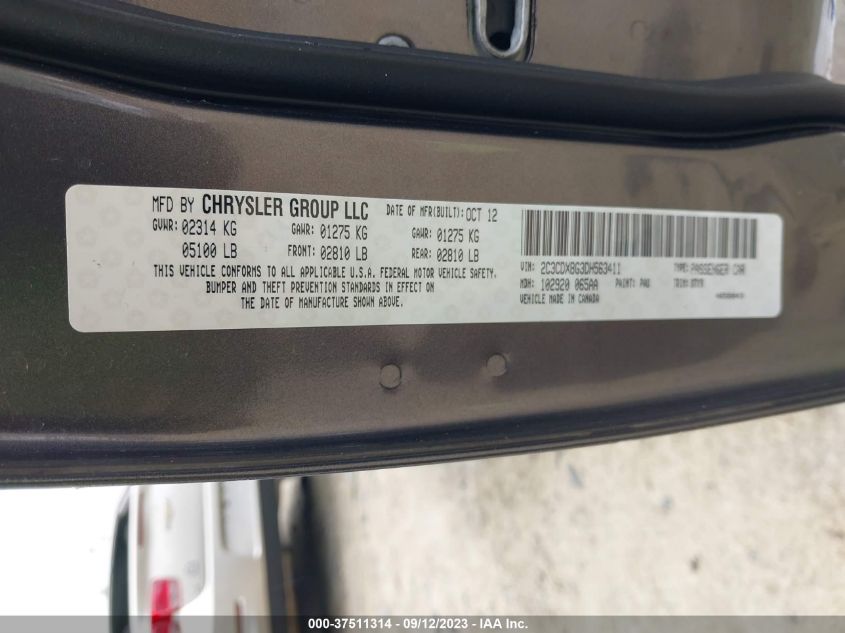 MFD BY CHRYSLER GROUP LLC DATE OF MFR(BUILT): OCT 12
GVWR: 02314 KG GAWR: 01275 KG GAWR: 01275 KG
05100 LB FRONT: 02810 LB REAR: 02810 LB
THIS VEHICLE CONFORMS TO ALL APPLICABLE U.S.A. FEDERAL MOTOR VEHICLE SAFETY,
BUMPER AND THEFT PREVENTION STANDARDS IN EFFECT ON
THE DATE OF MANUFACTURE SHOWN ABOVE.
VIN: 2C3CDXBG3DH563411 TYPE: PASSENGER CAR
MDH: 102920 065AA PAINT: TRIM:
VEHICLE MADE IN CANADA
000-37511314 - 09/12/2023 - IAA Inc.